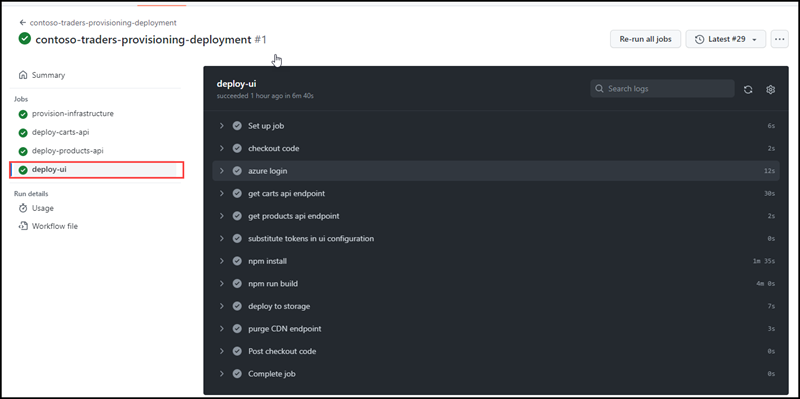 contoso-traders-provisioning-deployment
contoso-traders-provisioning-deployment #1
Re-run all jobs
Latest #29
Summary
Jobs
provision-infrastructure
deploy-carts-api
deploy-products-api
deploy-ui
Run details
Usage
Workflow file
deploy-ui
succeeded 1 hour ago in 6m 40s
Search logs
Set up job 6s
checkout code 2s
azure login 12s
get carts api endpoint 30s
get products api endpoint 2s
substitute tokens in ui configuration 0s
npm install 1m 35s
npm run build 4m 0s
deploy to storage 7s
purge CDN endpoint 3s
Post checkout code 0s
Complete job 0s